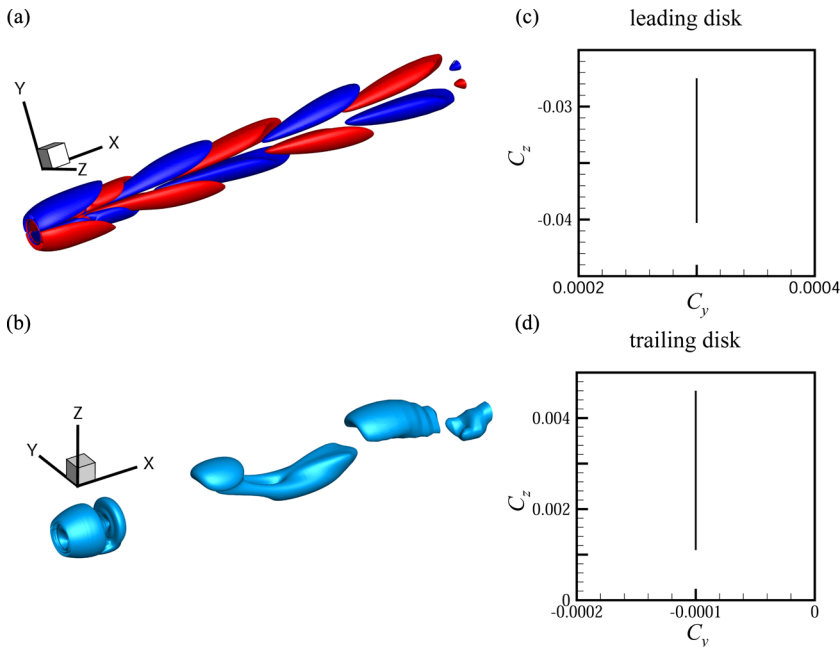 (a)
Y
X
Z
(b)
Z
Y
X
(c)
leading disk
-0.03
C_z
-0.04
0.0002
0.0004
C_y
(d)
trailing disk
0.004
C_z
0.002
0
-0.0002
-0.0001
0
C_y